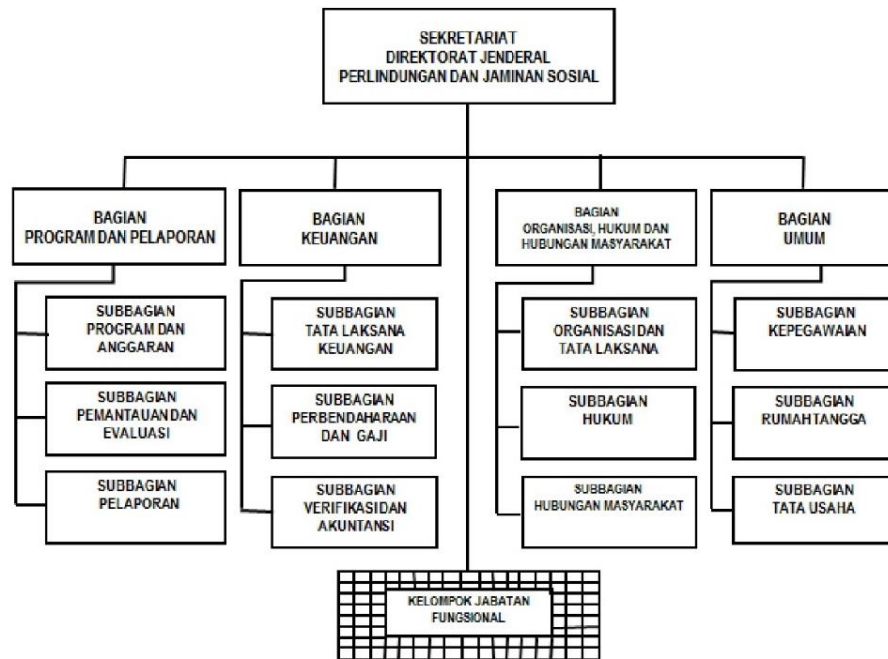 SEKRETARIAT
DIREKTORAT JENDERAL
PERLINDUNGAN DAN JAMINAN SOSIAL
BAGIAN
PROGRAM DAN PELAPORAN
BAGIAN
KEUANGAN
BAGIAN
ORGANISASI, HUKUM DAN
HUBUNGAN MASYARAKAT
BAGIAN
UMUM
SUBBAGIAN
PROGRAM DAN
ANGGARAN
SUBBAGIAN
TATA LAKSANA
KEUANGAN
SUBBAGIAN
ORGANISASI DAN
TATA LAKSANA
SUBBAGIAN
KEPEGAWAIAN
SUBBAGIAN
PEMANTAUAN DAN
EVALUASI
SUBBAGIAN
PERBENDAHARAAN
DAN GAJI
SUBBAGIAN
HUKUM
SUBBAGIAN
RUMAH TANGGA
SUBBAGIAN
PELAPORAN
SUBBAGIAN
VERIFIKASI DAN
AKUNTANSI
SUBBAGIAN
HUBUNGAN MASYARAKAT
SUBBAGIAN
TATA USAHA
KELOMPOK JABATAN
FUNGSIONAL